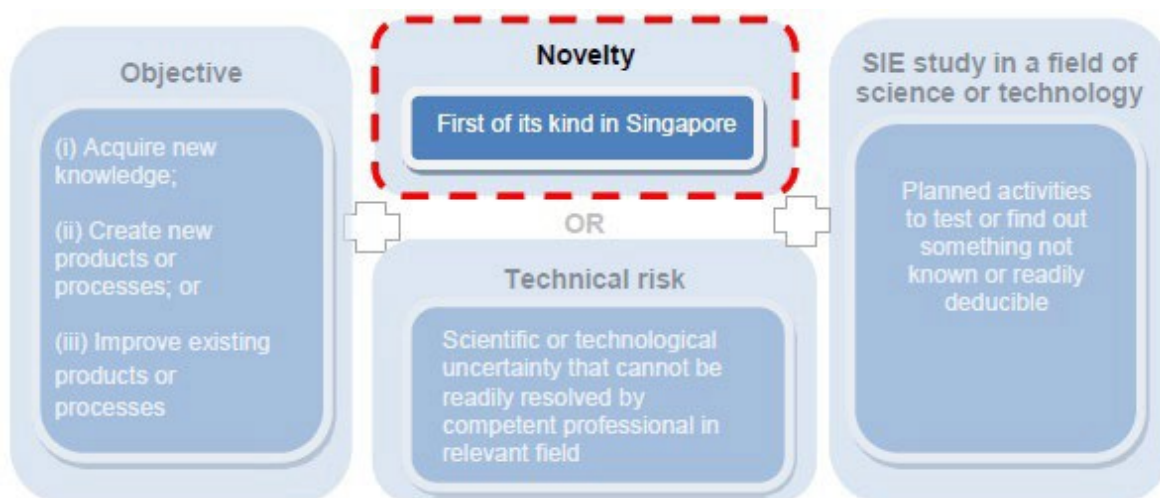 Objective
(i) Acquire new
knowledge;
(ii) Create new
products or
processes; or
(iii) Improve existing
products or
processes
Novelty
First of its kind in Singapore
OR
Technical risk
Scientific or technological
uncertainty that cannot be
readily resolved by
competent professional in
relevant field
SIE study in a field of
science or technology
Planned activities
to test or find out
something not
known or readily
deducible